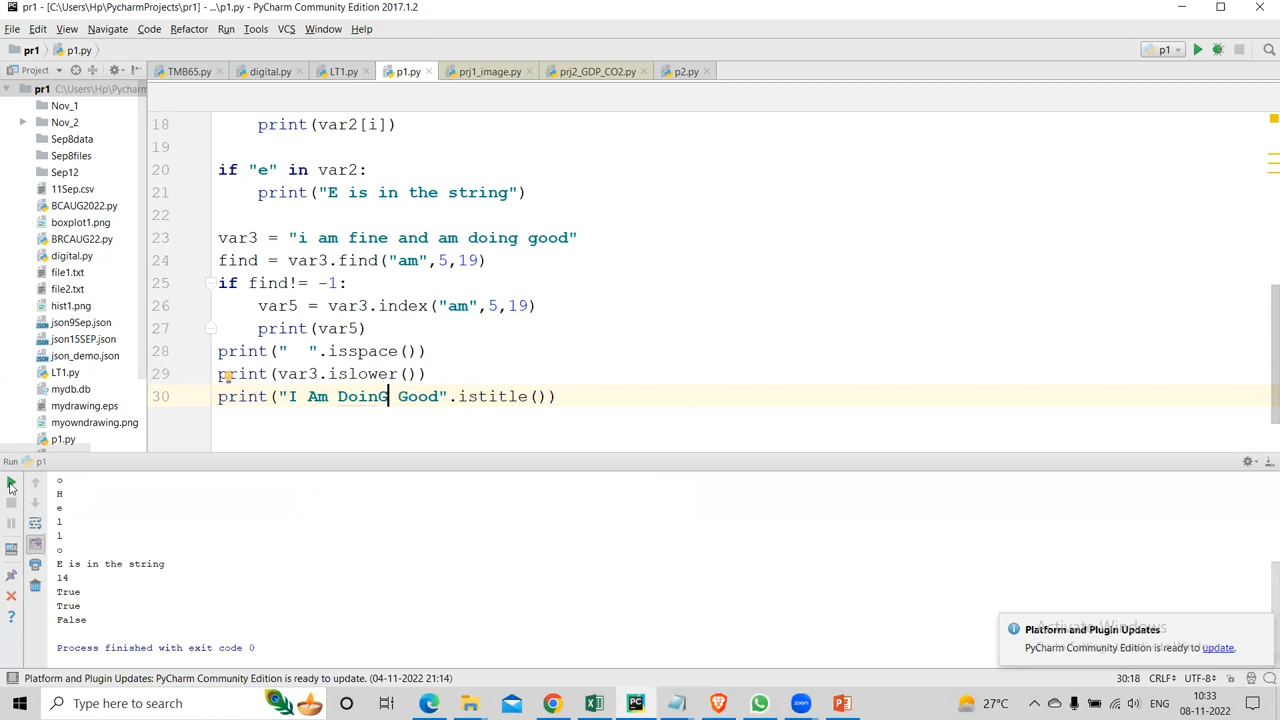 pr1 - [C:\Users\Hp\PycharmProjects\pr1] - ...\p1.py - PyCharm Community Edition 2017.1.2
File Edit View Navigate Code Refactor Run Tools VCS Window Help
pr1 p1.py p1
Project TMB65.py digital.py LT1.py p1.py prj1_image.py prj2_GDP_CO2.py p2.py
pr1 C:\Users\Hp\Pycharm
Nov_1
Nov_2
Sep8data
Sep8files
Sep12
11Sep.csv
BCAUG2022.py
boxplot1.png
BRCAUG22.py
digital.py
file1.txt
file2.txt
hist1.png
json9Sep.json
json15SEP.json
json_demo.json
LT1.py
mydb.db
mydrawing.eps
myowndrawing.png
p1.py
18 print(var2[i])
19
20 if "e" in var2:
21 print("E is in the string")
22
23 var3 = "i am fine and am doing good"
24 find = var3.find("am",5,19)
25 if find!= -1:
26 var5 = var3.index("am",5,19)
27 print(var5)
28 print("  ".isspace())
29 print(var3.islower())
30 print("I Am DoinG Good".istitle())
Run p1
o
H
e
l
l
o
E is in the string
14
True
True
False
Process finished with exit code 0
Activate Windows
Platform and Plugin Updates
PyCharm Community Edition is ready to update.
Platform and Plugin Updates: PyCharm Community Edition is ready to update. (04-11-2022 21:14) 30:18 CRLF÷ UTF-8÷
Type here to search 27°C 10:33
08-11-2022